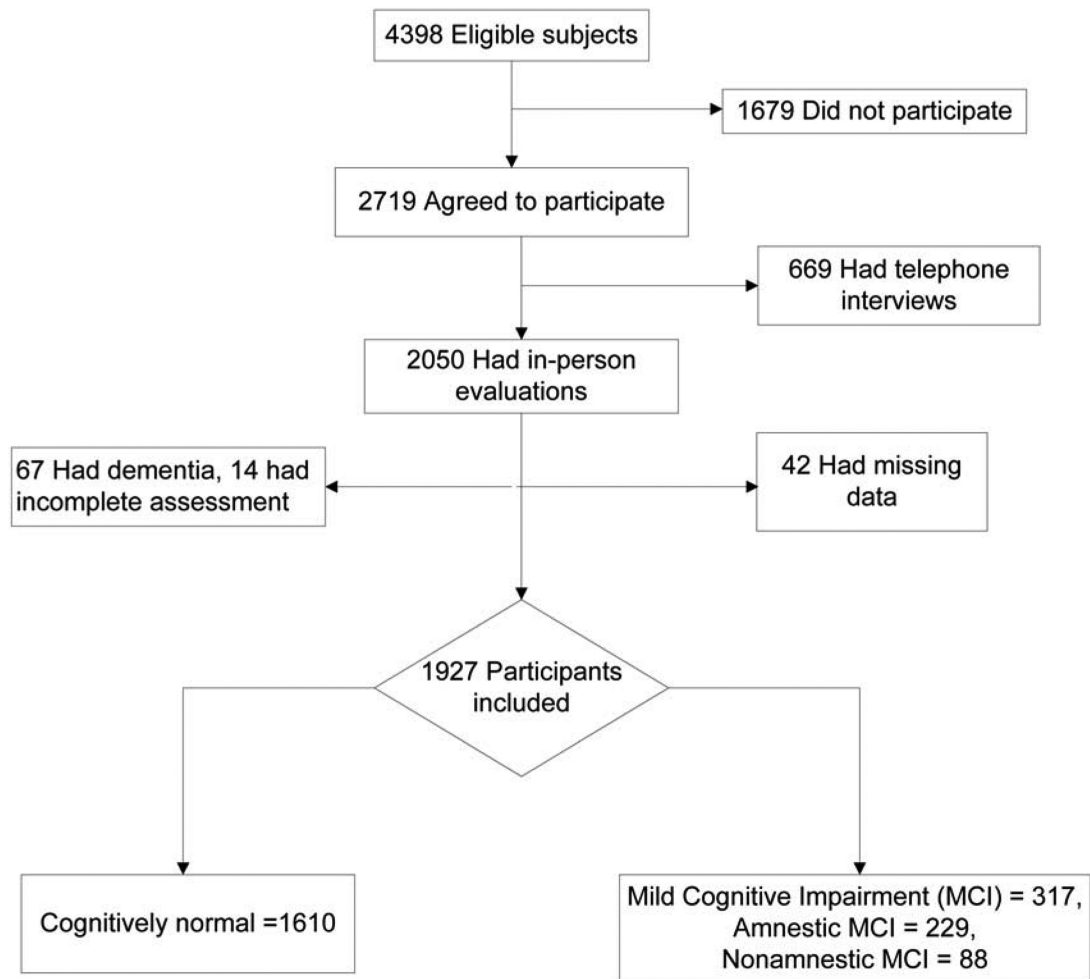 4398 Eligible subjects
1679 Did not participate
2719 Agreed to participate
669 Had telephone
interviews
2050 Had in-person
evaluations
67 Had dementia, 14 had
incomplete assessment
42 Had missing
data
1927 Participants
included
Cognitively normal =1610
Mild Cognitive Impairment (MCI) = 317,
Amnestic MCI = 229,
Nonamnestic MCI = 88